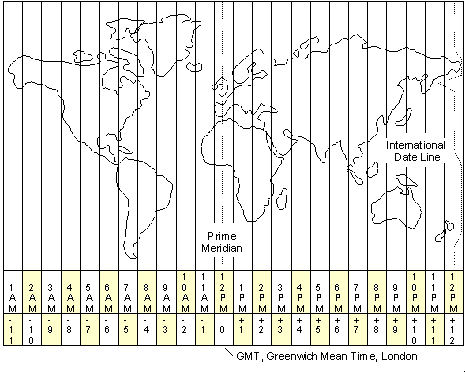 International
Date Line
Prime
Meridian
1 AM 2 AM 3 AM 4 AM 5 AM 6 AM 7 AM 8 AM 9 AM 10 AM 11 AM 12 PM 1 PM 2 PM 3 PM 4 PM 5 PM 6 PM 7 PM 8 PM 9 PM 10 PM 11 PM 12 PM
-11 -10 -9 -8 -7 -6 -5 -4 -3 -2 -1 0 +1 +2 +3 +4 +5 +6 +7 +8 +9 +10 +11 +12
GMT, Greenwich Mean Time, London